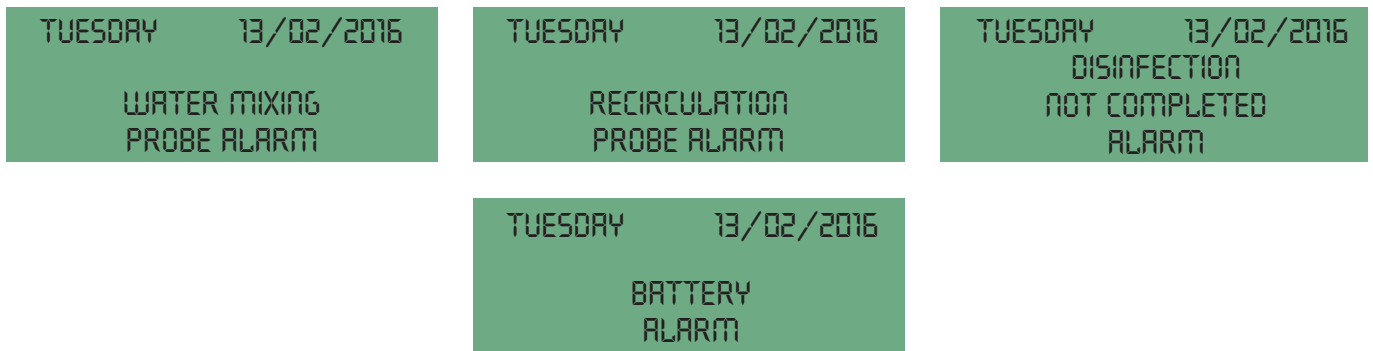 TUESDAY 13/02/2016
WATER MIXING
PROBE ALARM
TUESDAY 13/02/2016
RECIRCULATION
PROBE ALARM
TUESDAY 13/02/2016
DISINFECTION
NOT COMPLETED
ALARM
TUESDAY 13/02/2016
BATTERY
ALARM